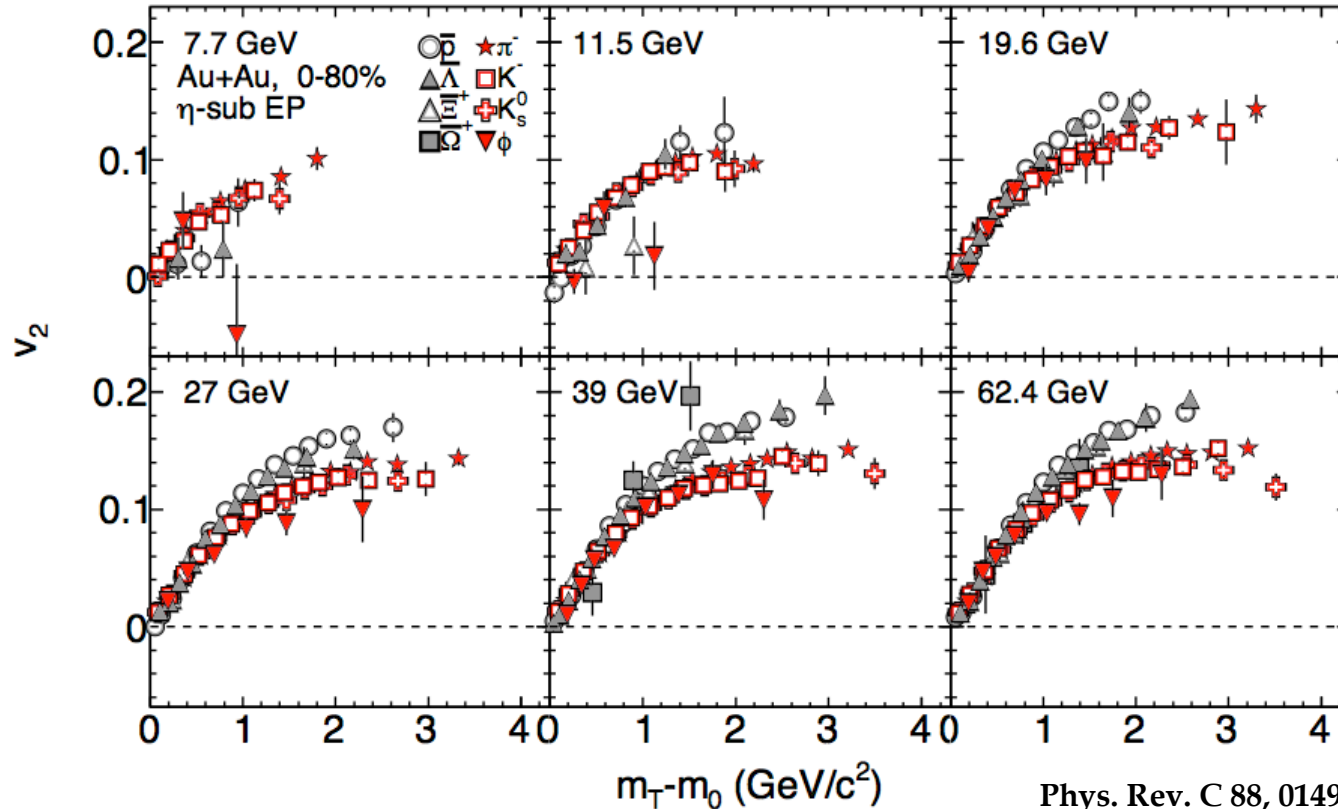 7.7 GeV
Au+Au, 0-80%
η-sub EP
p̅ π⁻
Λ̅ K⁻
Ξ̅⁺ K⁰ₛ
Ω̅⁺ ϕ
11.5 GeV
19.6 GeV
0.2
0.1
0
v₂
27 GeV
39 GeV
62.4 GeV
0.2
0.1
0
0 1 2 3 4 0 1 2 3 4 0 1 2 3 4
m_T-m₀ (GeV/c²)
Phys. Rev. C 88, 0149